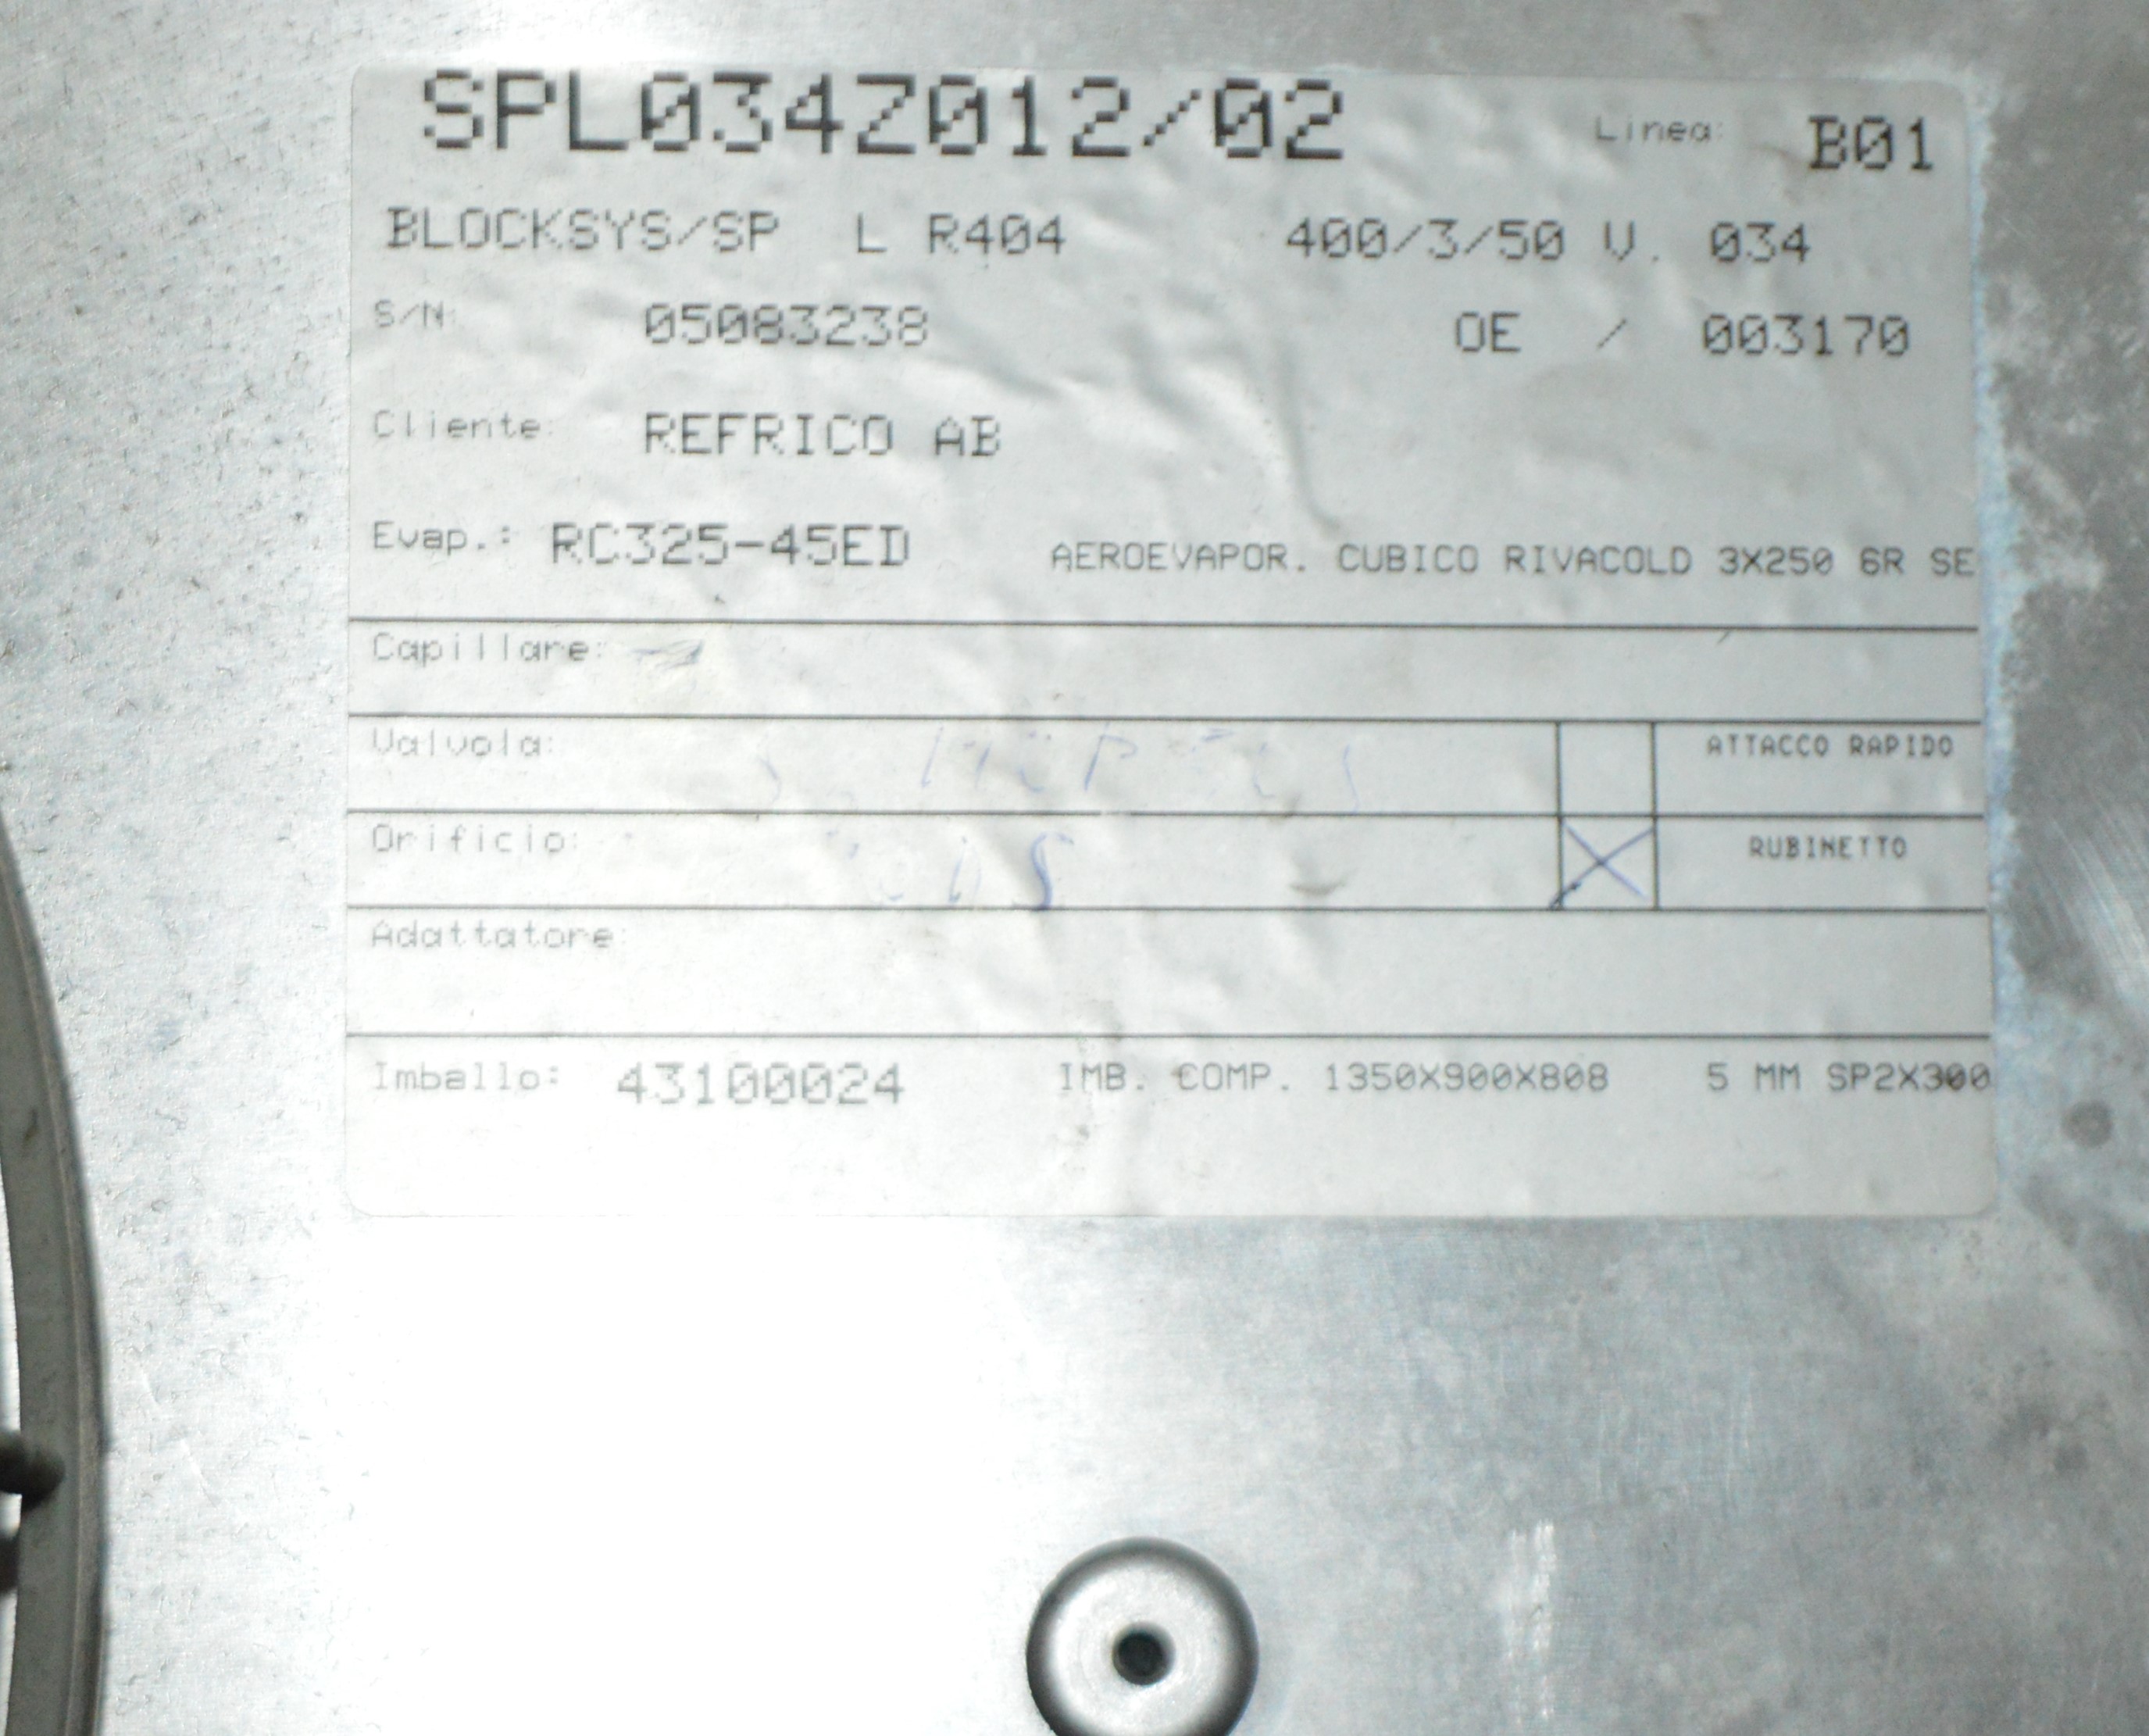 SPL034Z012/02 Linea: B01
BLOCKSYS/SP L R404 400/3/50 V. 034
S/N: 05083238 OE / 003170
Cliente: REFRICO AB
Evap.: RC325-45ED AEROEVAPOR. CUBICO RIVACOLD 3X250 6R SE
Capillare:
Valvola: ATTACCO RAPIDO
Orificio: X RUBINETTO
Adattatore:
Imballo: 43100024 IMB. COMP. 1350X900X808 5 MM SP2X300